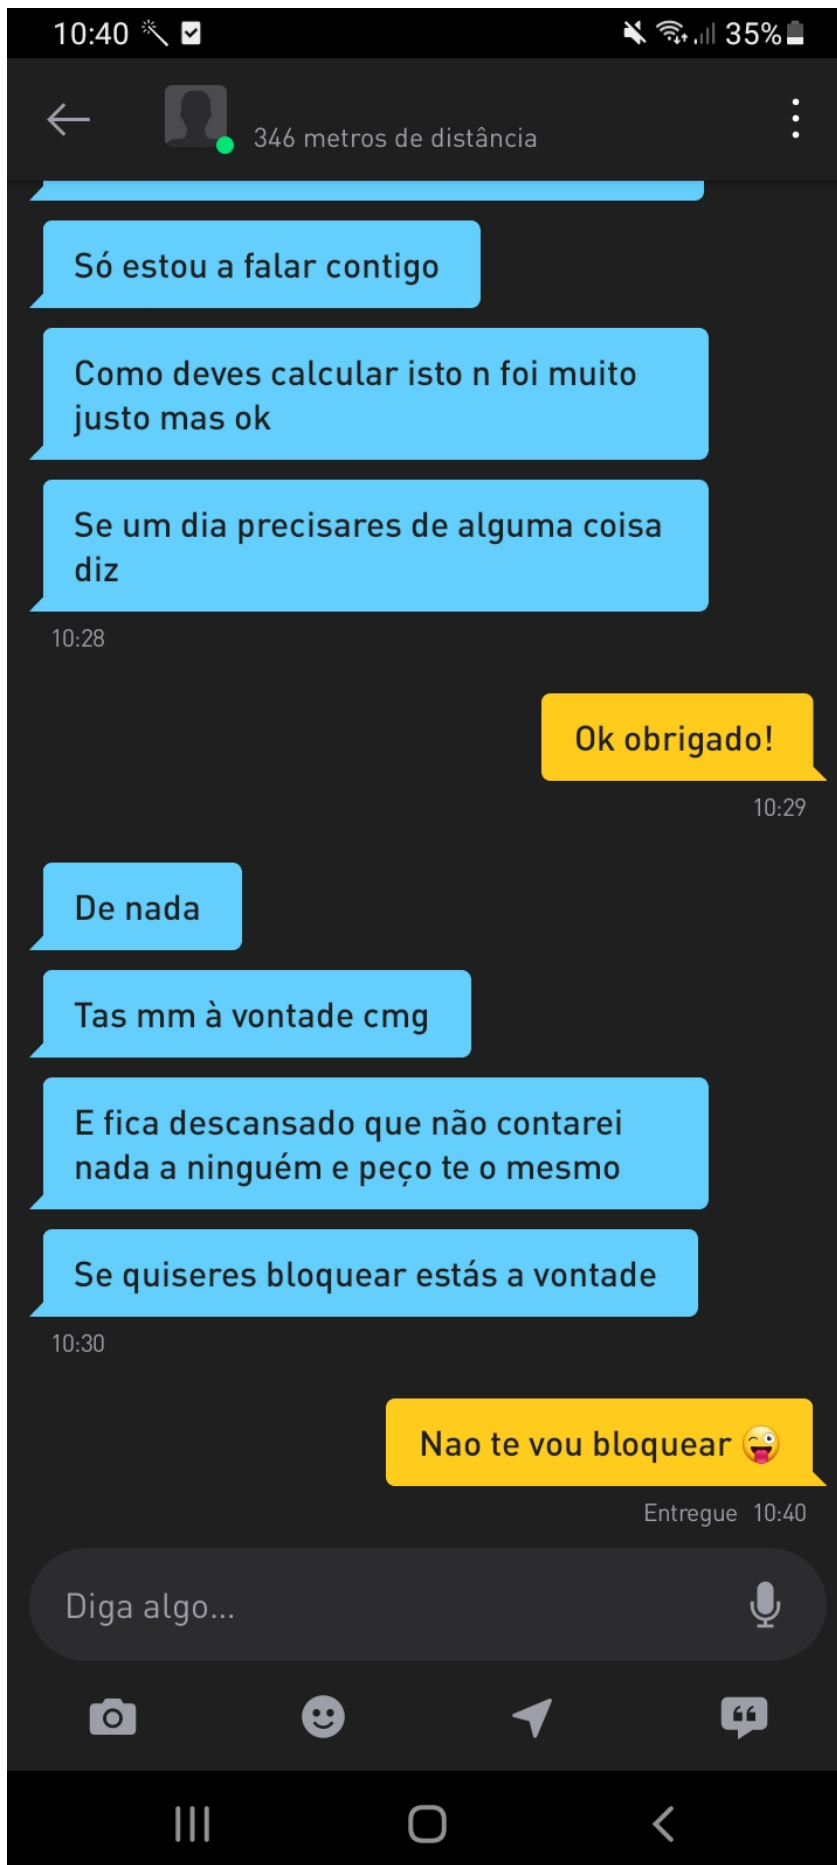 10:40
35%
346 metros de distância
Só estou a falar contigo
Como deves calcular isto n foi muito
justo mas ok
Se um dia precisares de alguma coisa
diz
10:28
Ok obrigado!
10:29
De nada
Tas mm à vontade cmg
E fica descansado que não contarei
nada a ninguém e peço te o mesmo
Se quiseres bloquear estás a vontade
10:30
Nao te vou bloquear 😜
Entregue 10:40
Diga algo...